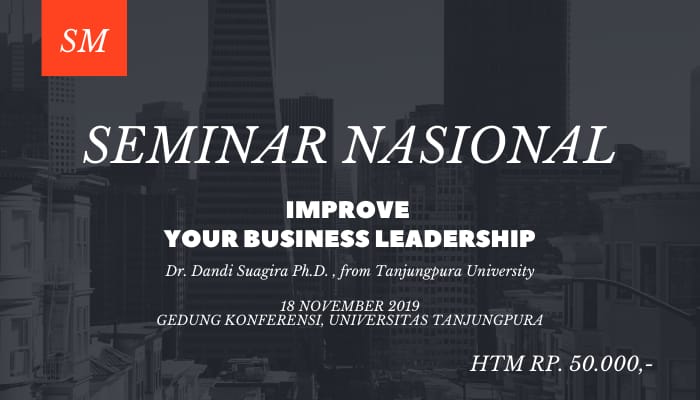 SM
SEMINAR NASIONAL
IMPROVE
YOUR BUSINESS LEADERSHIP
Dr. Dandi Suagira Ph.D. , from Tanjungpura University
18 NOVEMBER 2019
GEDUNG KONFERENSI, UNIVERSITAS TANJUNGPURA
HTM RP. 50.000,-